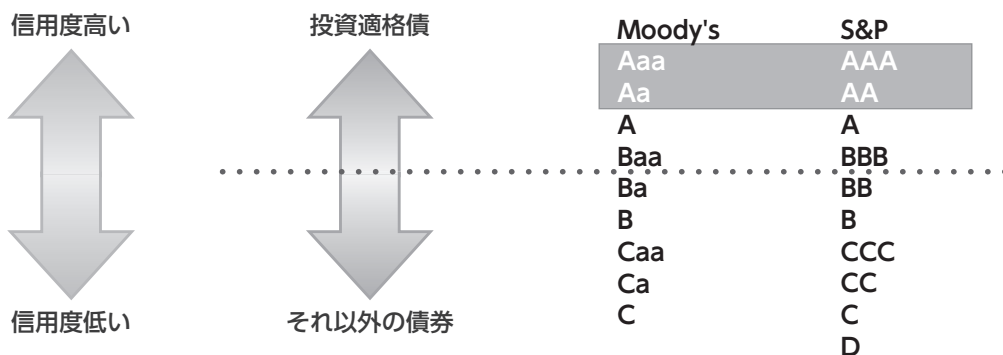 信用度高い 投資適格債 Moody's S&P
Aaa AAA
Aa AA
A A
Baa BBB
Ba BB
B B
Caa CCC
Ca CC
信用度低い それ以外の債券 C C
D